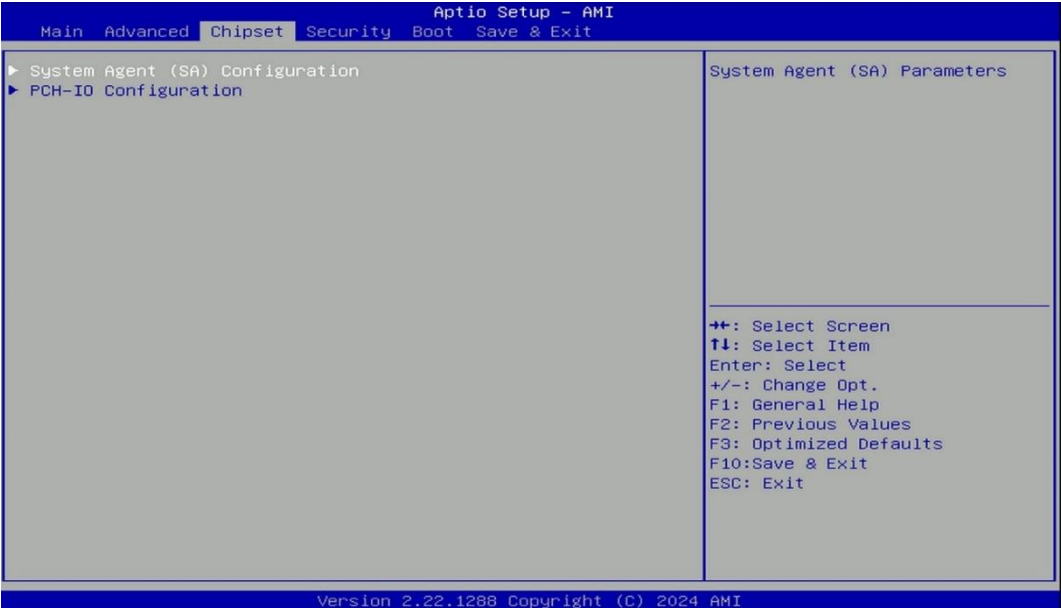 Aptio Setup – AMI
Main Advanced Chipset Security Boot Save & Exit
▶ System Agent (SA) Configuration
▶ PCH-IO Configuration
System Agent (SA) Parameters
→←: Select Screen
↑↓: Select Item
Enter: Select
+/-: Change Opt.
F1: General Help
F2: Previous Values
F3: Optimized Defaults
F10:Save & Exit
ESC: Exit
Version 2.22.1288 Copyright (C) 2024 AMI